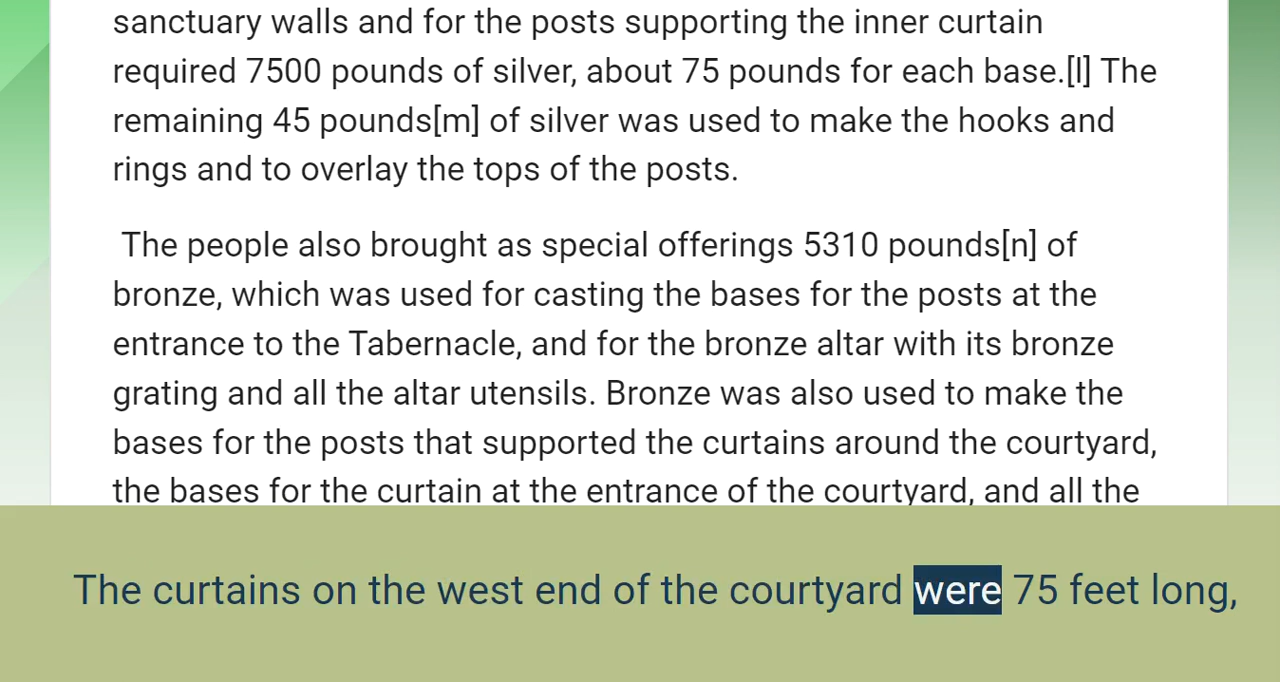 sanctuary walls and for the posts supporting the inner curtain
required 7500 pounds of silver, about 75 pounds for each base.[l] The
remaining 45 pounds[m] of silver was used to make the hooks and
rings and to overlay the tops of the posts.
The people also brought as special offerings 5310 pounds[n] of
bronze, which was used for casting the bases for the posts at the
entrance to the Tabernacle, and for the bronze altar with its bronze
grating and all the altar utensils. Bronze was also used to make the
bases for the posts that supported the curtains around the courtyard,
the bases for the curtain at the entrance of the courtyard, and all the
The curtains on the west end of the courtyard were 75 feet long,